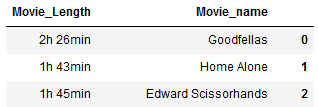 Movie_Length Movie_name
2h 26min Goodfellas 0
1h 43min Home Alone 1
1h 45min Edward Scissorhands 2